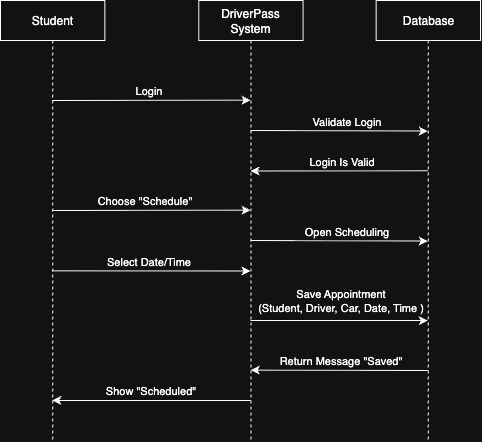 Student
DriverPass
System
Database
Login
Validate Login
Login Is Valid
Choose "Schedule"
Open Scheduling
Select Date/Time
Save Appointment
(Student, Driver, Car, Date, Time )
Return Message "Saved"
Show "Scheduled"